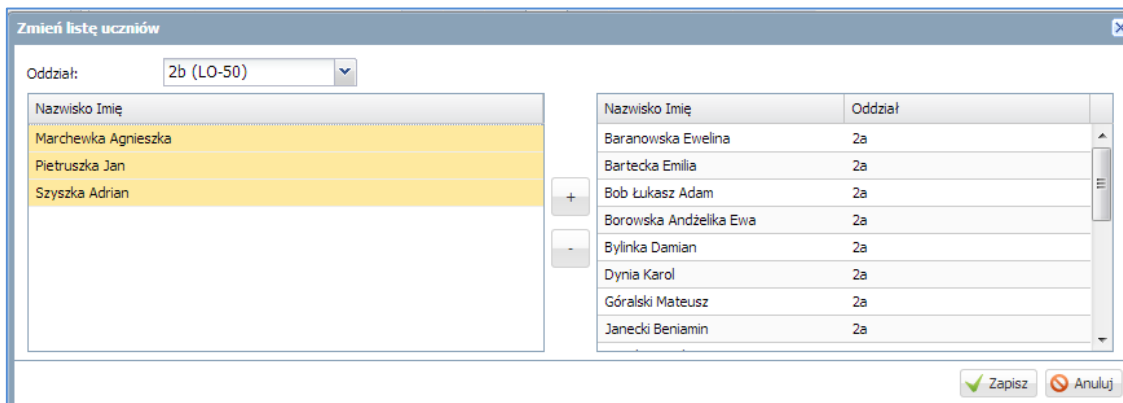 Zmień listę uczniów
Oddział: 2b (LO-50)
Nazwisko Imię
Marchewka Agnieszka
Pietruszka Jan
Szyszka Adrian
+
-
Nazwisko Imię Oddział
Baranowska Ewelina 2a
Bartecka Emilia 2a
Bob Łukasz Adam 2a
Borowska Andżelika Ewa 2a
Bylinka Damian 2a
Dynia Karol 2a
Góralski Mateusz 2a
Janecki Beniamin 2a
Zapisz Anuluj